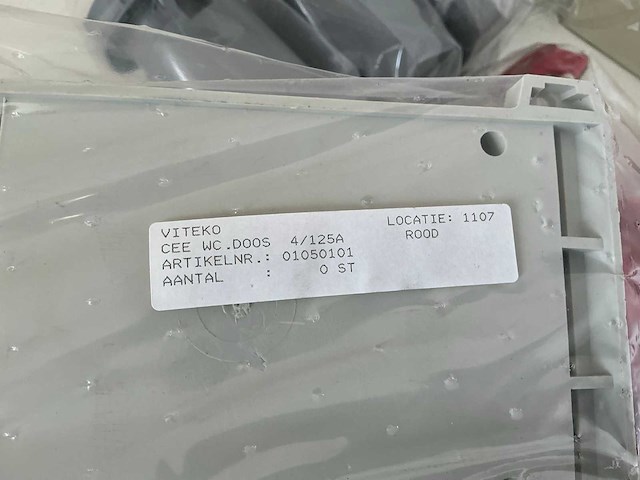 VITEKO LOCATIE: 1107
CEE WC.DOOS 4/125A ROOD
ARTIKELNR.: 01050101
AANTAL : 0 ST